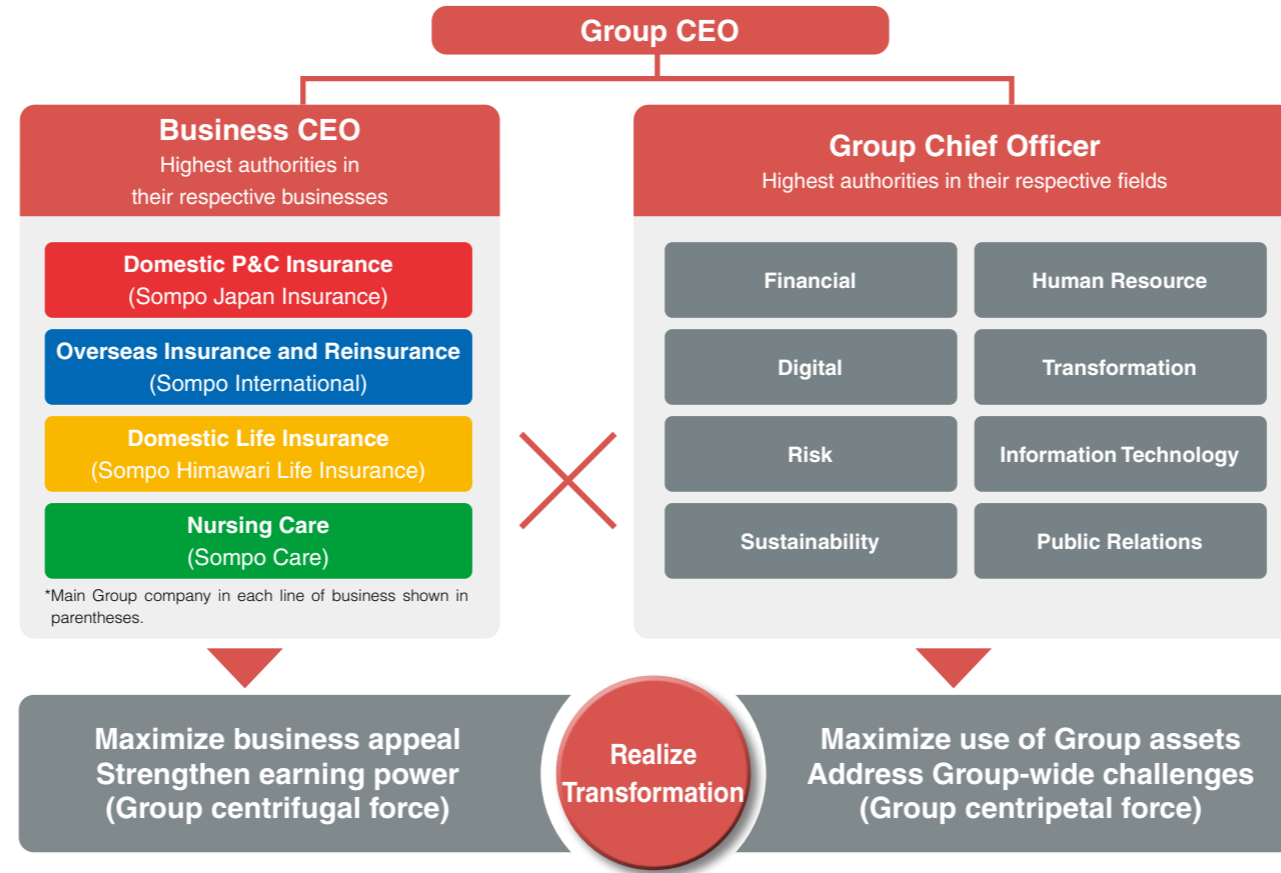 Group CEO
Business CEO
Highest authorities in
their respective businesses
Domestic P&C Insurance
(Sompo Japan Insurance)
Overseas Insurance and Reinsurance
(Sompo International)
Domestic Life Insurance
(Sompo Himawari Life Insurance)
Nursing Care
(Sompo Care)
*Main Group company in each line of business shown in
parentheses.
Group Chief Officer
Highest authorities in their respective fields
Financial
Human Resource
Digital
Transformation
Risk
Information Technology
Sustainability
Public Relations
Maximize business appeal
Strengthen earning power
(Group centrifugal force)
Realize
Transformation
Maximize use of Group assets
Address Group-wide challenges
(Group centripetal force)